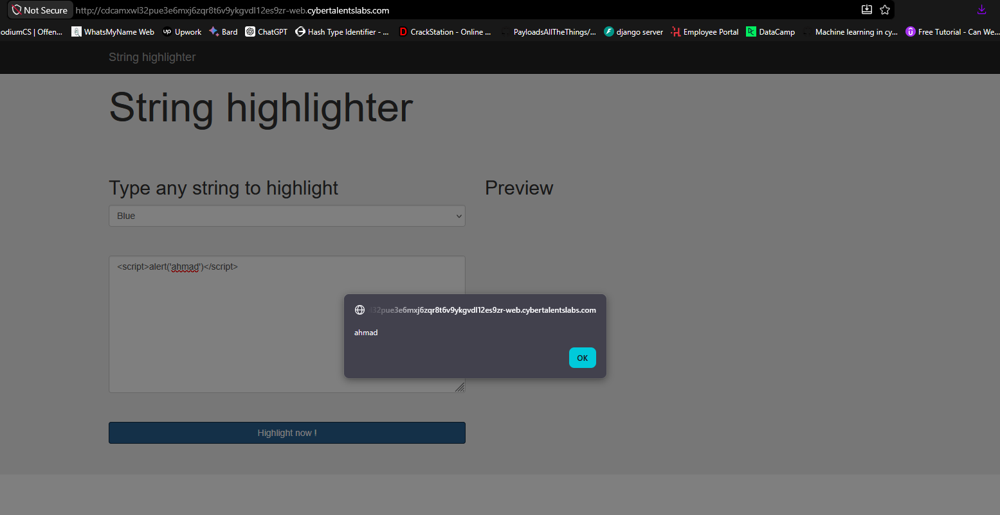 Not Secure http://cdcamxwl32pue3e6mxj6zqr8t6v9ykgvdl12es9zr-web.cybertalentslabs.com
odiumCS | Offen... WhatsMyName Web Upwork Bard ChatGPT Hash Type Identifier - ... CrackStation - Online ... PayloadsAllTheThings/... django server Employee Portal DataCamp Machine learning in cy... Free Tutorial - Can We...
String highlighter
String highlighter
Type any string to highlight
Blue
<script>alert('ahmad')</script>
Highlight now !
Preview
l32pue3e6mxj6zqr8t6v9ykgvdl12es9zr-web.cybertalentslabs.com
ahmad
OK